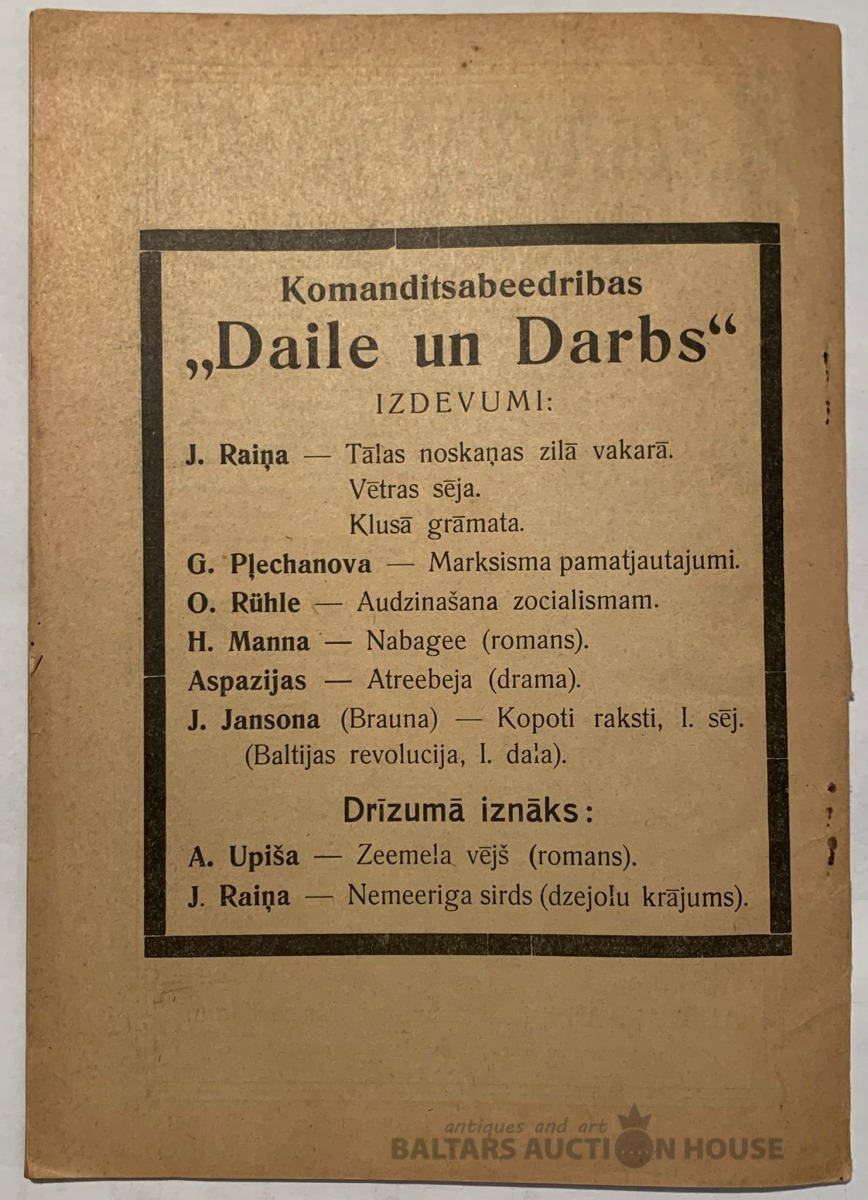 Komanditsabeedribas
„Daile un Darbs“
IZDEVUMI:
J. Raiņa — Tālas noskaņas zilā vakarā.
Vētras sēja.
Klusā grāmata.
G. Pļechanova — Marksisma pamatjautajumi.
O. Rühle — Audzinašana zocialismam.
H. Manna — Nabagee (romans).
Aspazijas — Atreebeja (drama).
J. Jansona (Brauna) — Kopoti raksti, I. sēj.
(Baltijas revolucija, I. daļa).
Drīzumā iznāks:
A. Upiša — Zeemeļa vējš (romans).
J. Raiņa — Nemeeriga sirds (dzejoļu krājums).
antiques and art
BALTARS AUCTION HOUSE